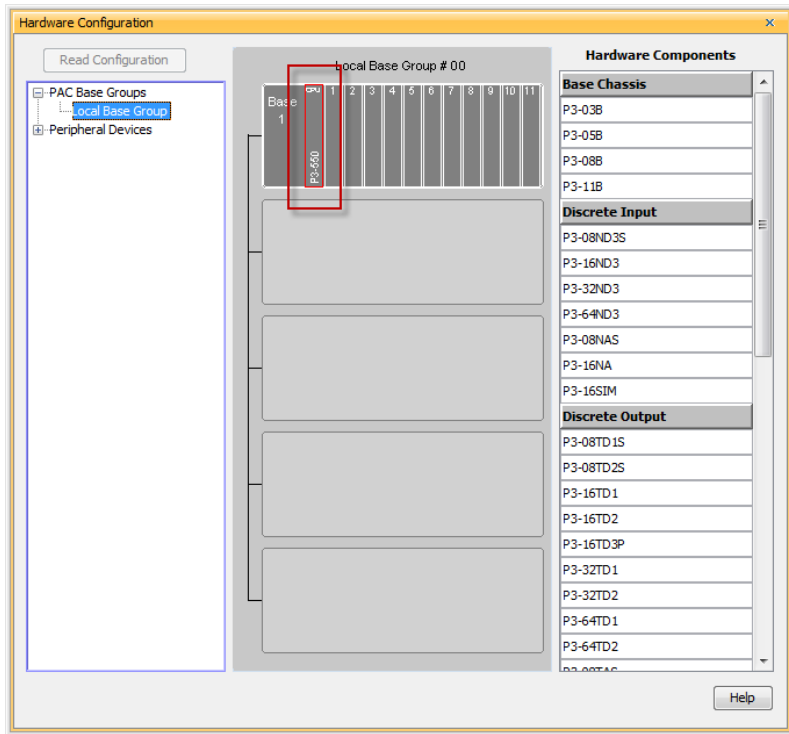 Hardware Configuration
Read Configuration
PAC Base Groups
Local Base Group
Peripheral Devices
Local Base Group # 00
Base 1
CPU 1 2 3 4 5 6 7 8 9 10 11
P3-550
Hardware Components
Base Chassis
P3-03B
P3-05B
P3-08B
P3-11B
Discrete Input
P3-08ND3S
P3-16ND3
P3-32ND3
P3-64ND3
P3-08NAS
P3-16NA
P3-16SIM
Discrete Output
P3-08TD1S
P3-08TD2S
P3-16TD1
P3-16TD2
P3-16TD3P
P3-32TD1
P3-32TD2
P3-64TD1
P3-64TD2
Help